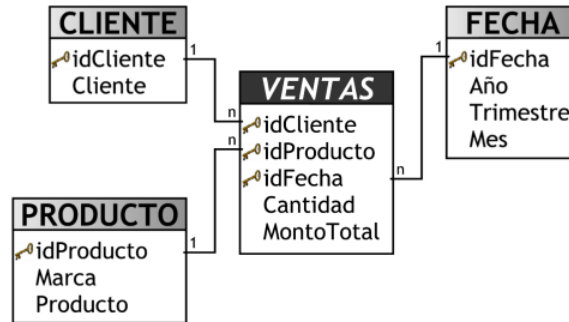 CLIENTE
1
idCliente
Cliente
n
VENTAS
idCliente
n
idProducto
idFecha
n
Cantidad
MontoTotal
FECHA
1
idFecha
Año
Trimestre
Mes
PRODUCTO
idProducto
1
Marca
Producto